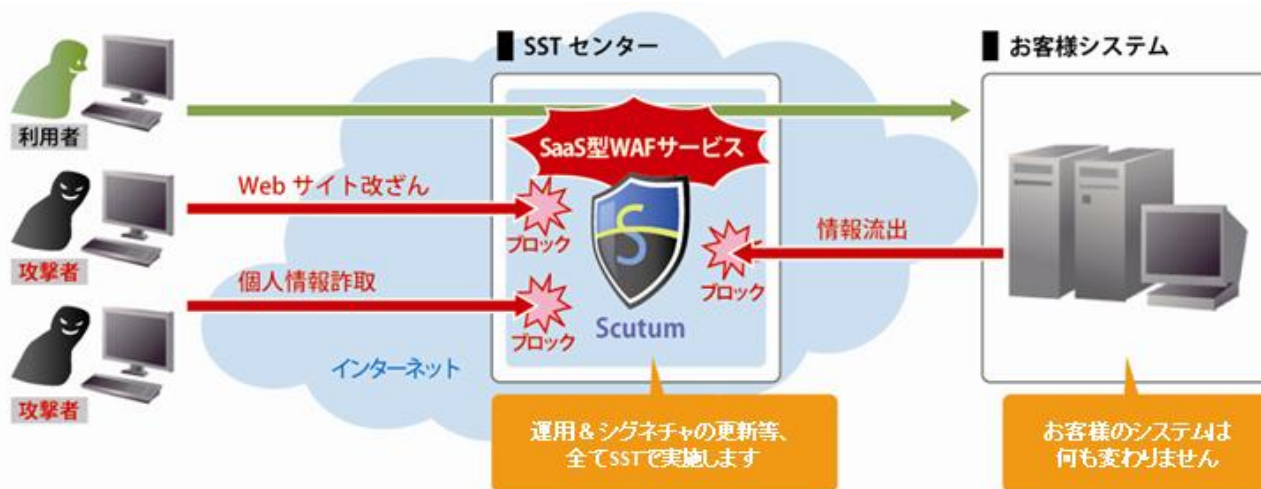 ■ SST センター
■ お客様システム
利用者
SaaS型WAFサービス
Web サイト改ざん
ブロック
攻撃者
情報流出
ブロック
個人情報詐取
ブロック
Scutum
インターネット
攻撃者
運用&シグネチャの更新等、
全てSSTで実施します
お客様のシステムは
何も変わりません